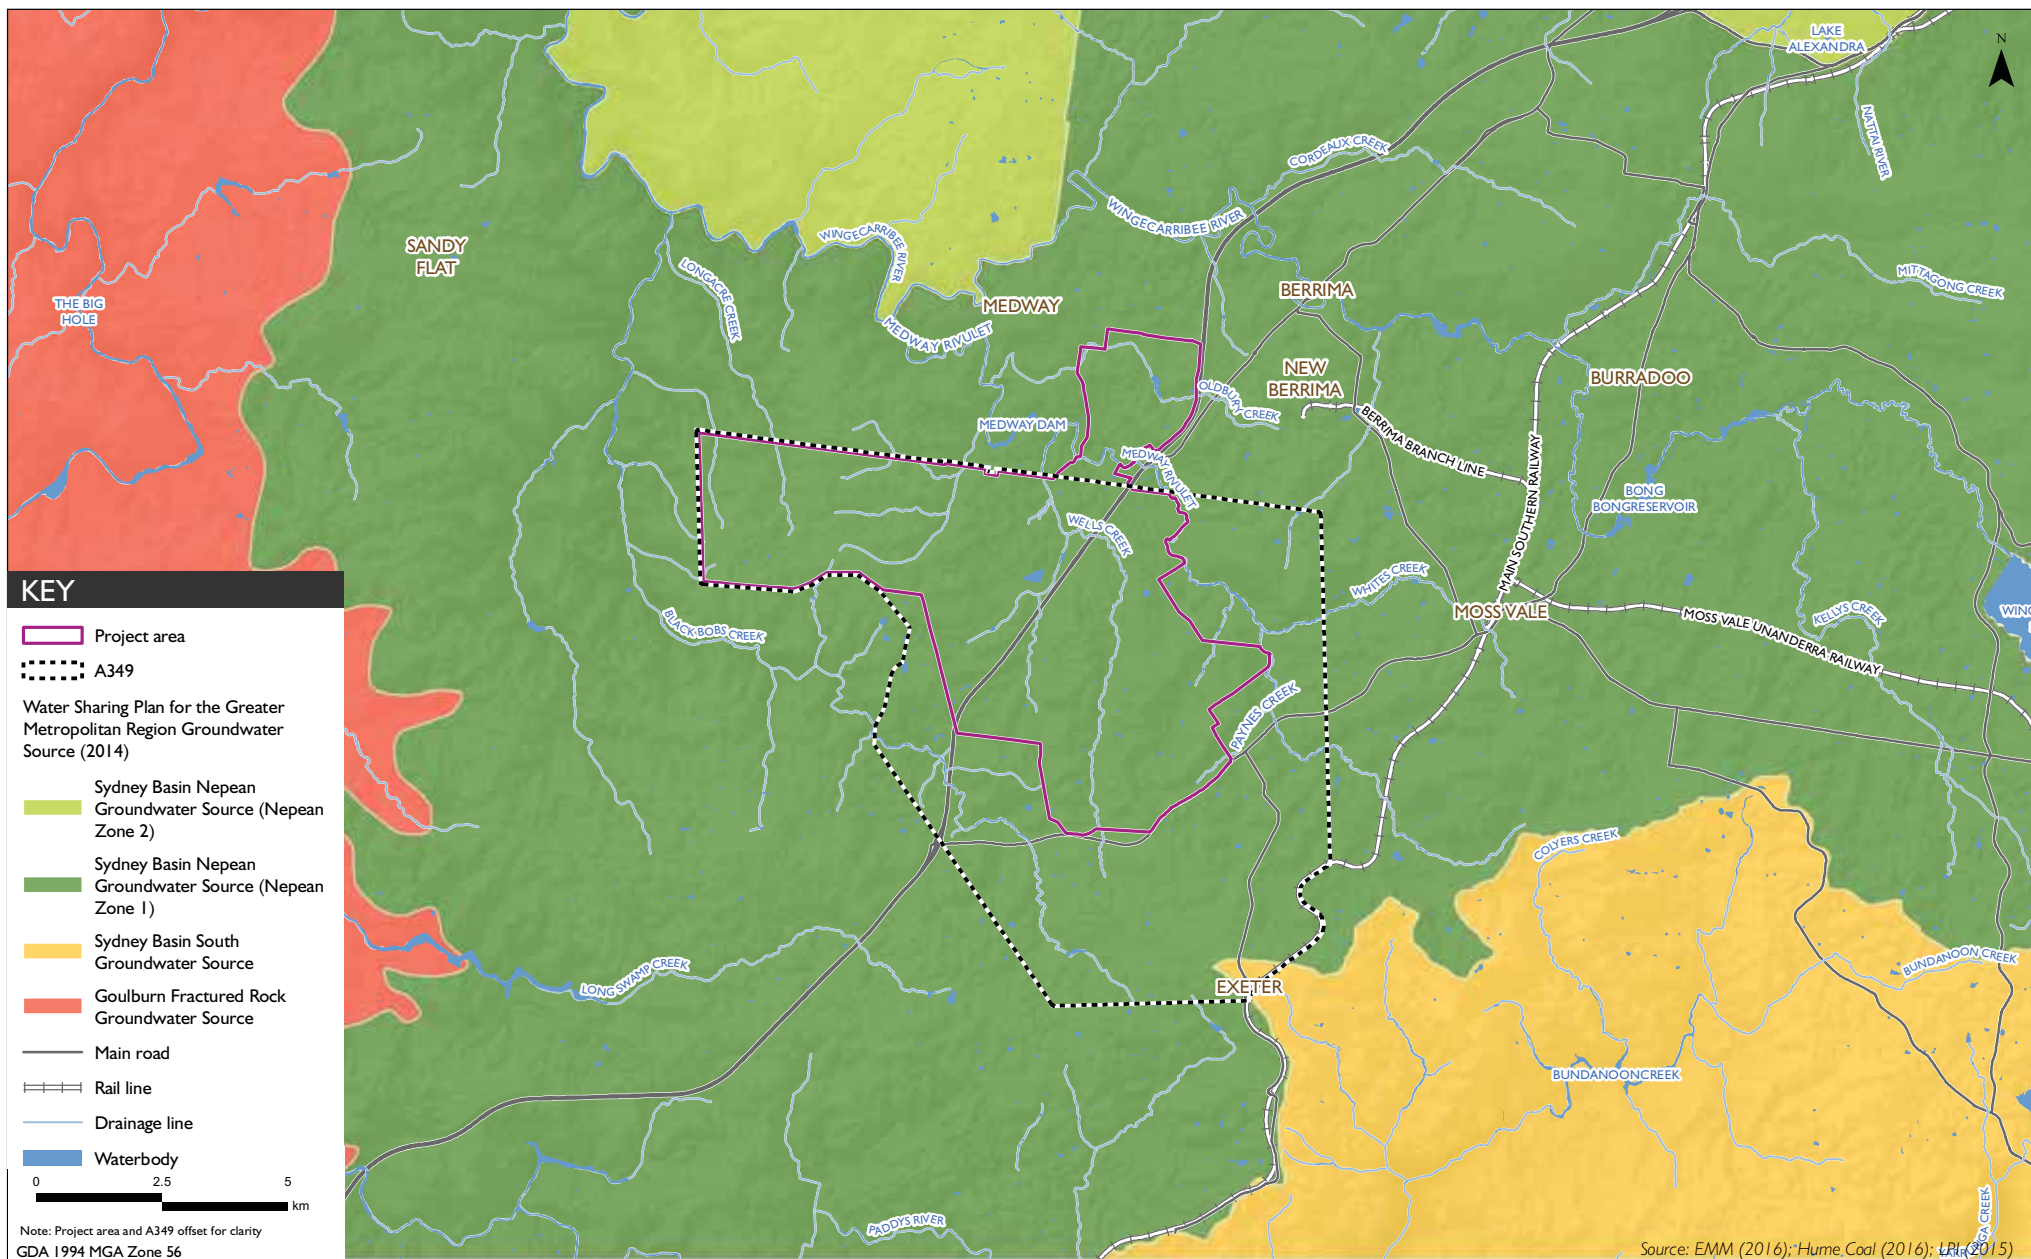 LAKE
ALEXANDRA
N
NATTAI RIVER
CORDEAUX CREEK
WINGECARRIBEE RIVER
WINGECARRIBEE RIVER
SANDY
FLAT
LONGACRE CREEK
MITTAGONG CREEK
THE BIG
HOLE
MEDWAY
BERRIMA
MEDWAY RIVULET
NEW
BERRIMA
BURRADOO
OLDBURY CREEK
MEDWAY DAM
BERRIMA BRANCH LINE
MEDWAY RIVULET
MAIN SOUTHERN RAILWAY
BONG
BONGRESERVOIR
WELLS CREEK
WHITES CREEK
MOSS VALE
MOSS VALE UNANDERRA RAILWAY
KELLYS CREEK
WING
BLACK BOBS CREEK
PAYNES CREEK
COLYERS CREEK
LONG SWAMP CREEK
EXETER
BUNDANOON CREEK
BUNDANOONCREEK
PADDYS RIVER
KEY
Project area
A349
Water Sharing Plan for the Greater
Metropolitan Region Groundwater
Source (2014)
Sydney Basin Nepean
Groundwater Source (Nepean
Zone 2)
Sydney Basin Nepean
Groundwater Source (Nepean
Zone 1)
Sydney Basin South
Groundwater Source
Goulburn Fractured Rock
Groundwater Source
Main road
Rail line
Drainage line
Waterbody
0 2.5 5
km
Note: Project area and A349 offset for clarity
GDA 1994 MGA Zone 56
Source: EMM (2016); Hume Coal (2016); LPI (2015)